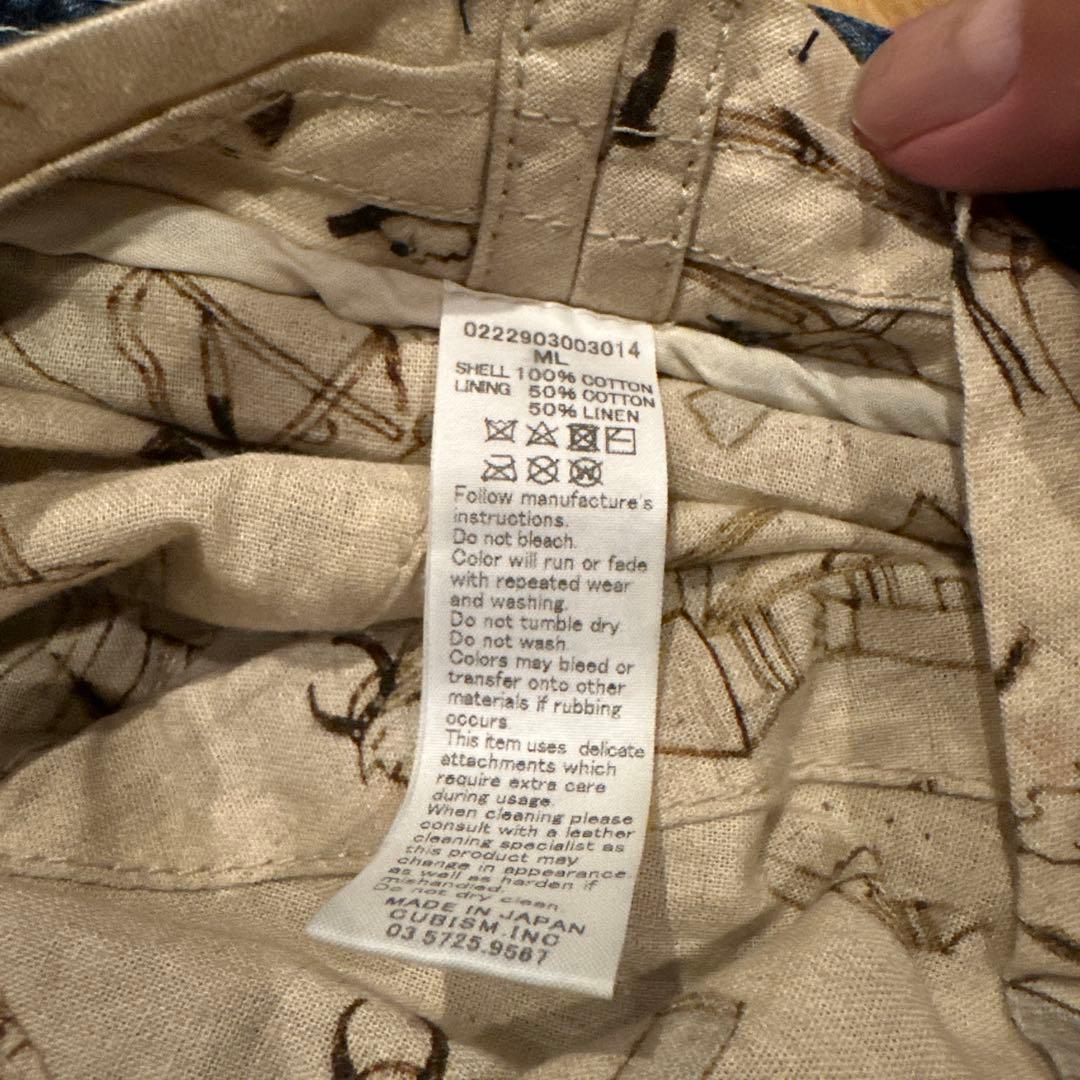 0222903003014
ML
SHELL 100% COTTON
LINING 50% COTTON
50% LINEN
Follow manufacture's
instructions.
Do not bleach.
Color will run or fade
with repeated wear
and washing.
Do not tumble dry.
Do not wash.
Colors may bleed or
transfer onto other
materials if rubbing
occurs.
This item uses delicate
attachments which
require extra care
during usage.
When cleaning please
consult with a leather
cleaning specialist as
this product may
change in appearance
as well as harden if
mishandled.
Do not dry clean
MADE IN JAPAN
CUBISM.INC
03 5725.9567